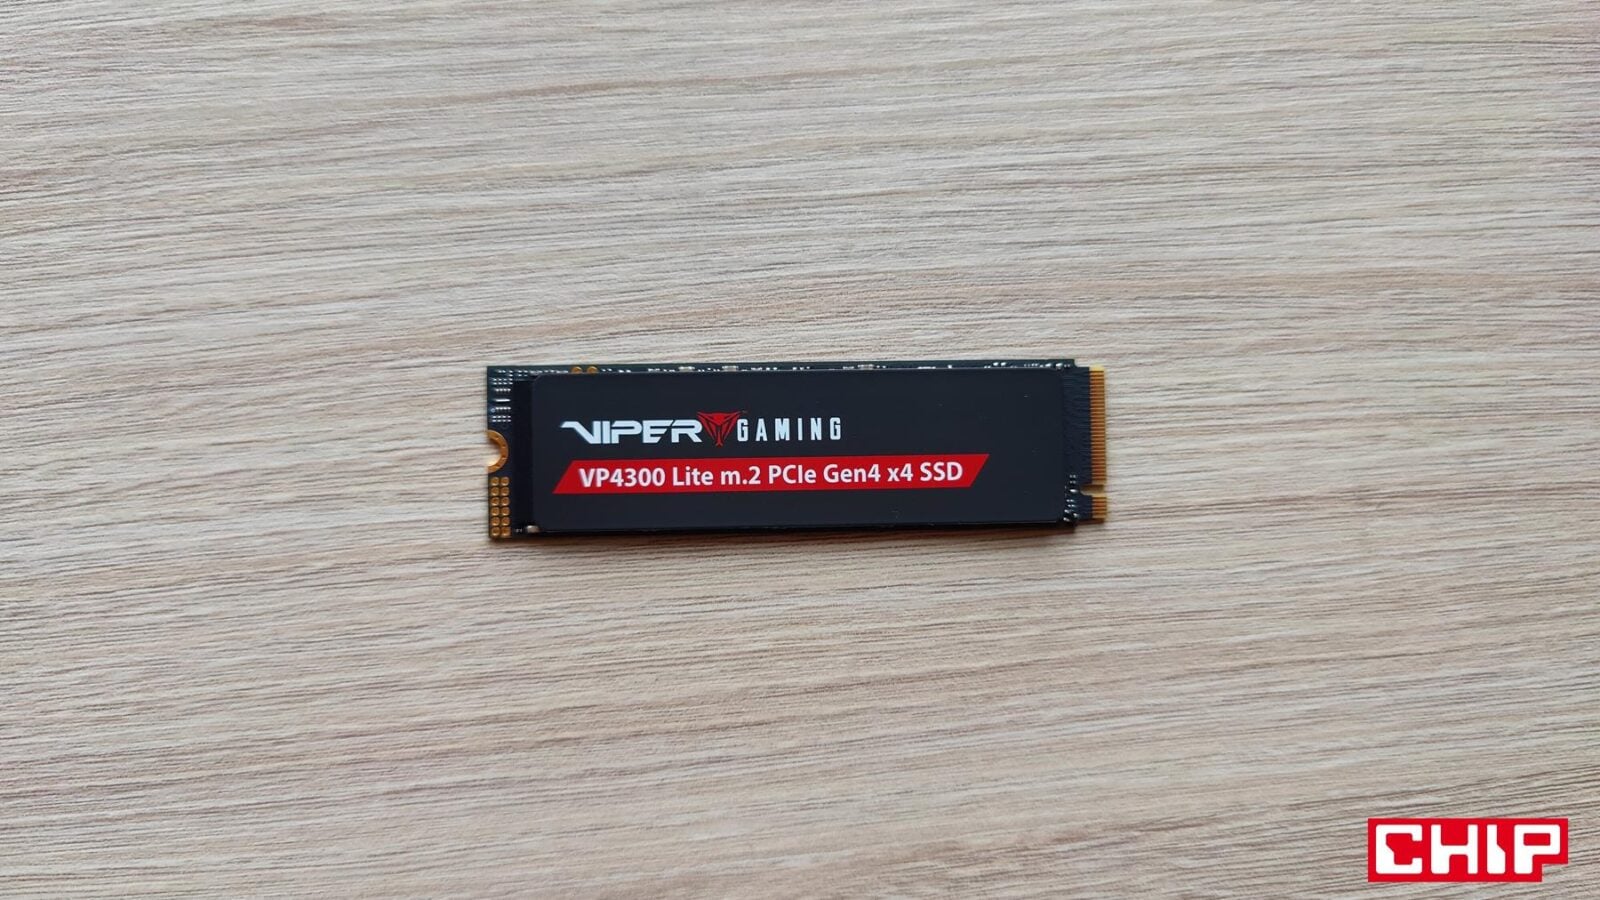 VIPER GAMING
VP4300 Lite m.2 PCIe Gen4 x4 SSD
CHIP